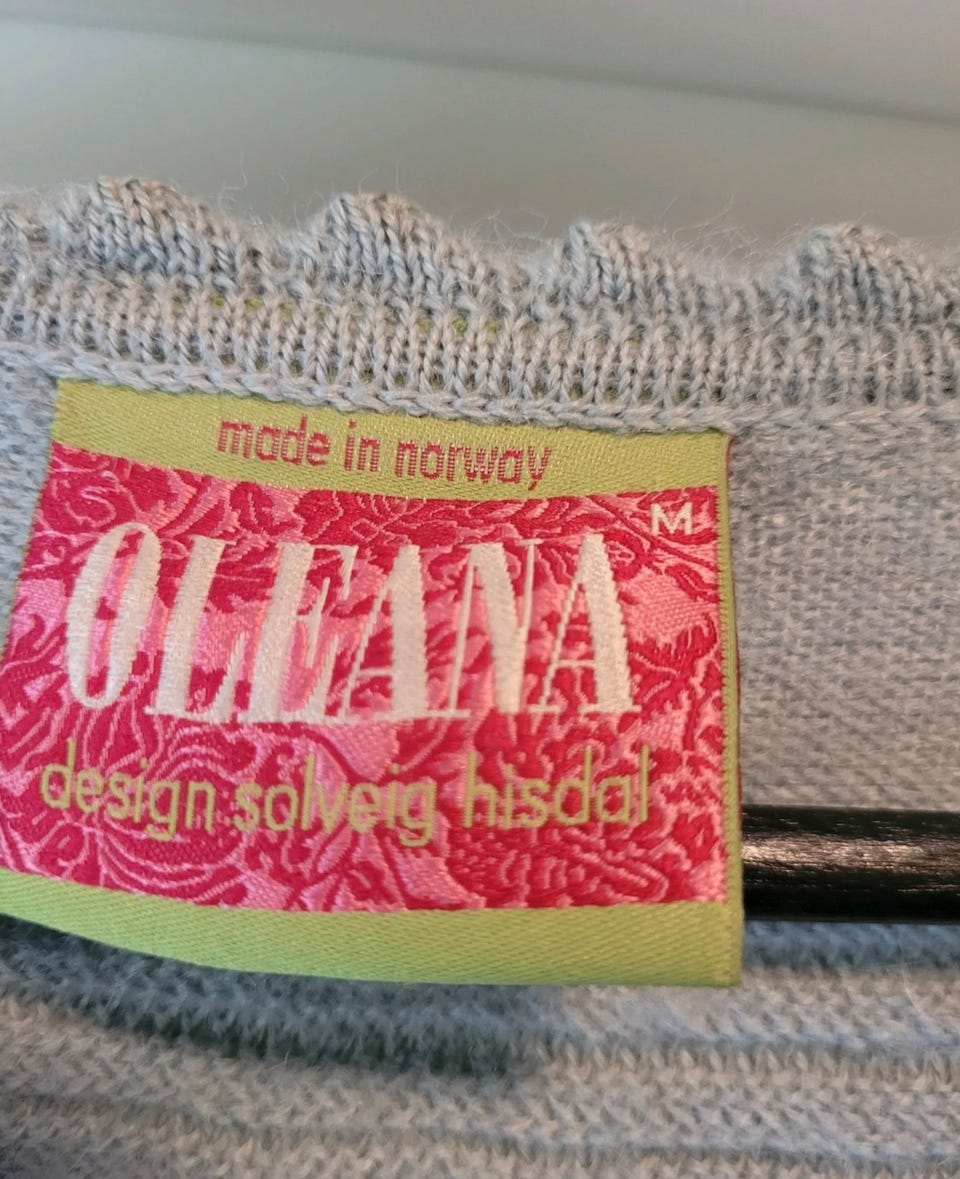 made in norway
M
OLEANA
design solveig hisdal